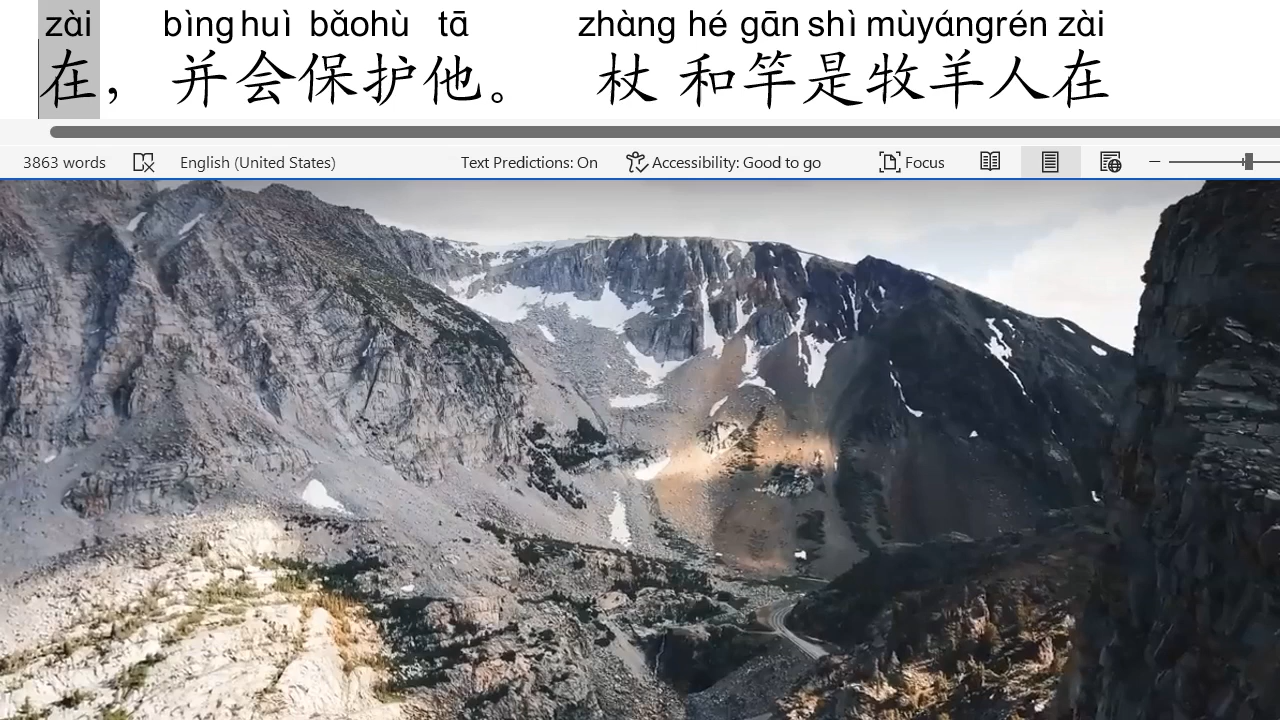 zài bìng huì bǎohù tā zhàng hé gān shì mùyángrén zài
在，并会保护他。 杖 和竿是牧羊人在
3863 words English (United States) Text Predictions: On Accessibility: Good to go Focus